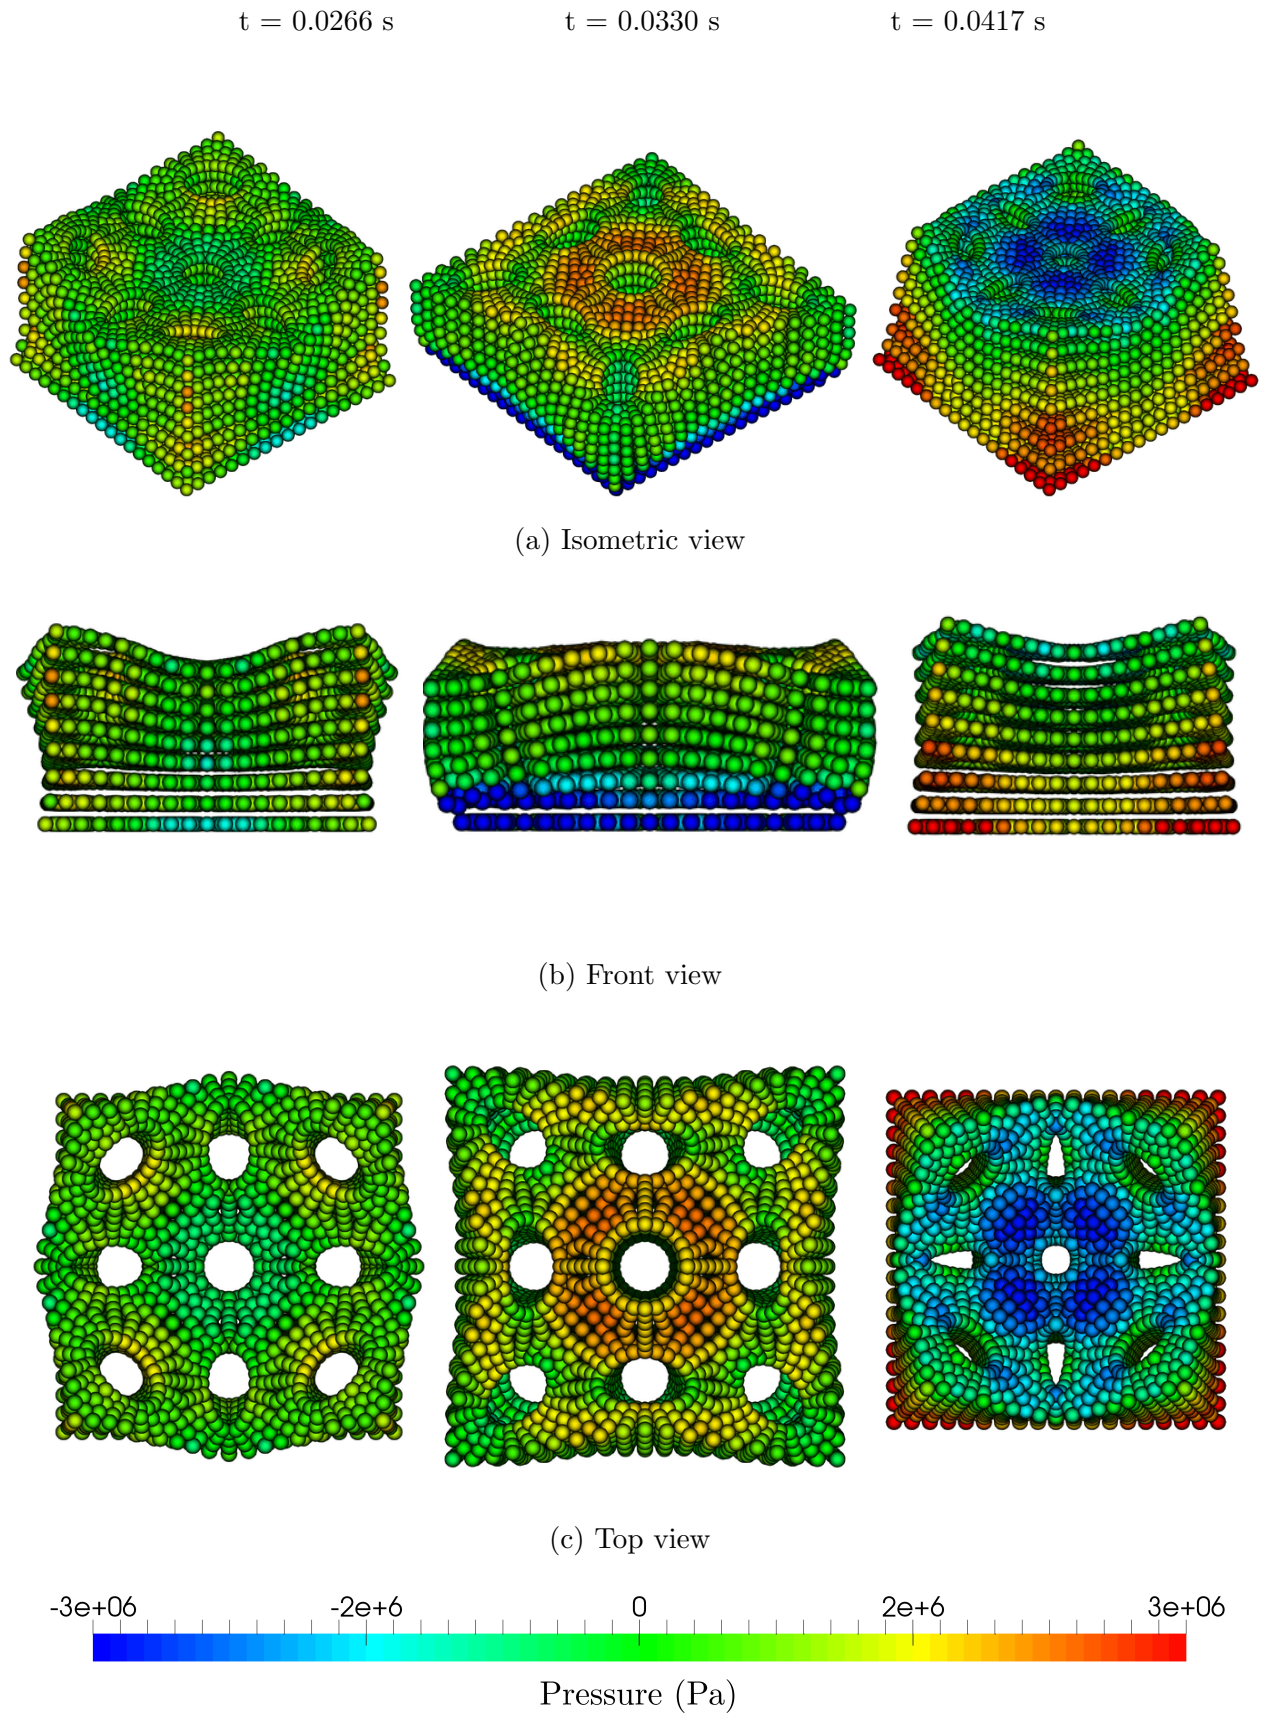 t = 0.0266 s t = 0.0330 s t = 0.0417 s
(a) Isometric view
(b) Front view
(c) Top view
-3e+06 -2e+6 0 2e+6 3e+06
Pressure (Pa)